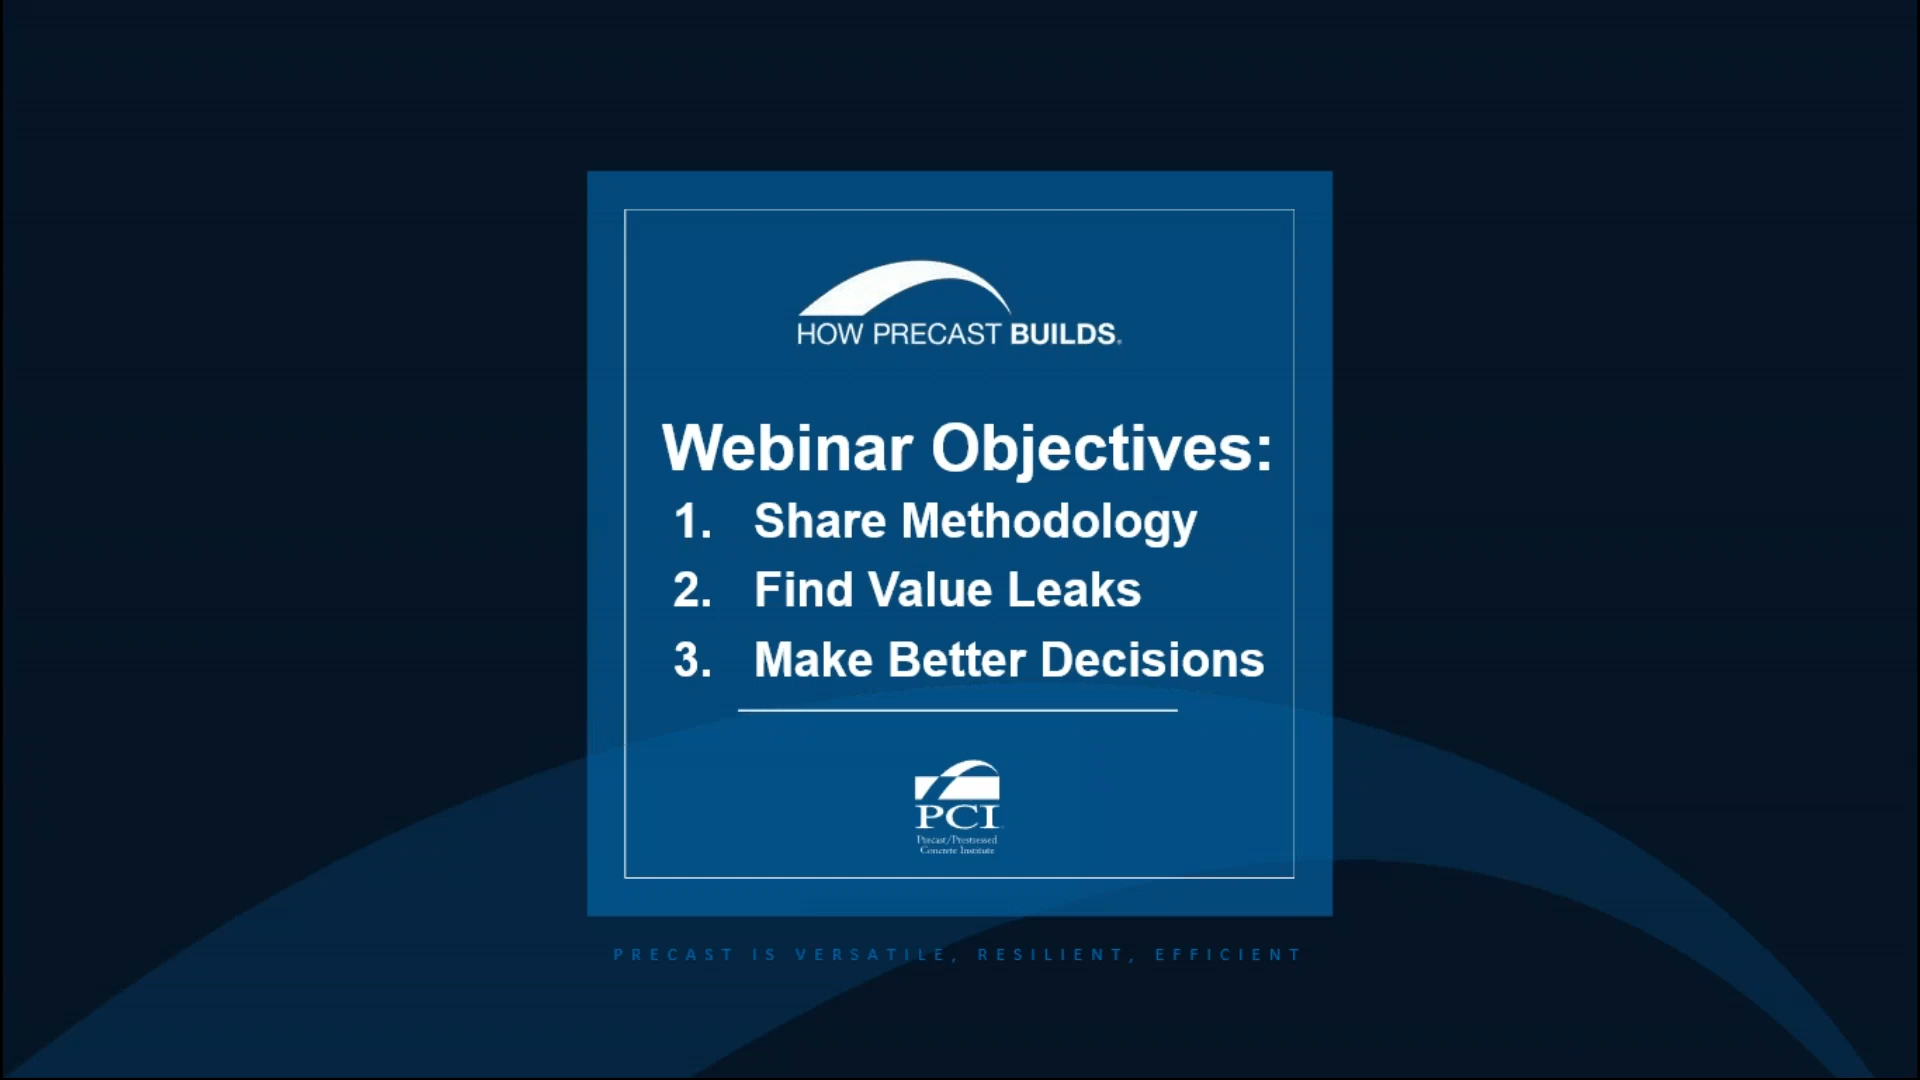 HOW PRECAST BUILDS®
Webinar Objectives:
1. Share Methodology
2. Find Value Leaks
3. Make Better Decisions
PCI
Precast/Prestressed
Concrete Institute
PRECAST IS VERSATILE, RESILIENT, EFFICIENT